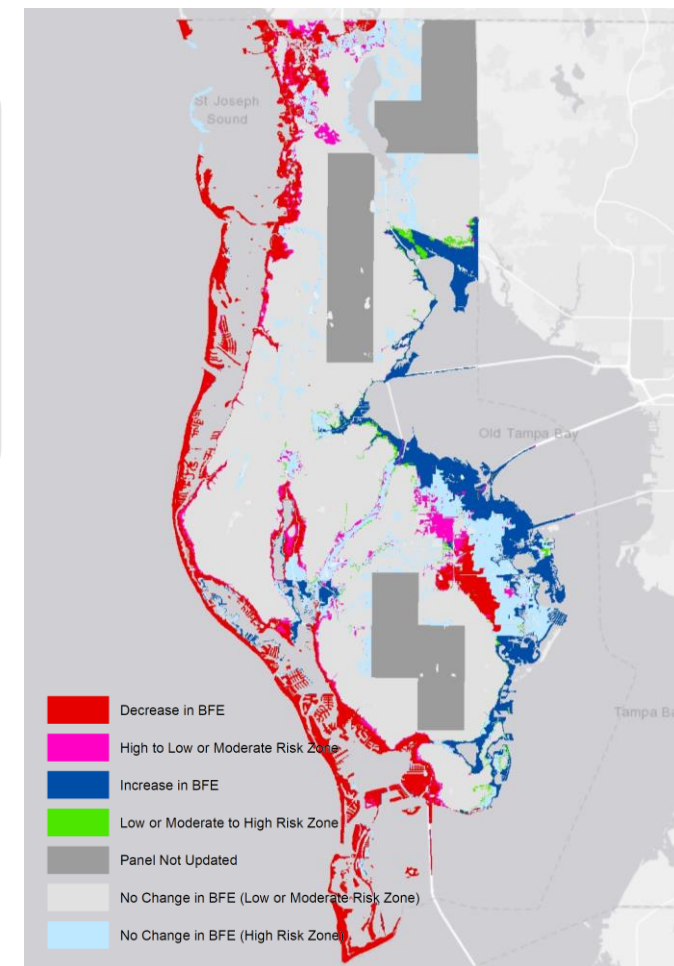 St Joseph
Sound
Old Tampa Bay
Tampa Ba
Decrease in BFE
High to Low or Moderate Risk Zone
Increase in BFE
Low or Moderate to High Risk Zone
Panel Not Updated
No Change in BFE (Low or Moderate Risk Zone)
No Change in BFE (High Risk Zone)